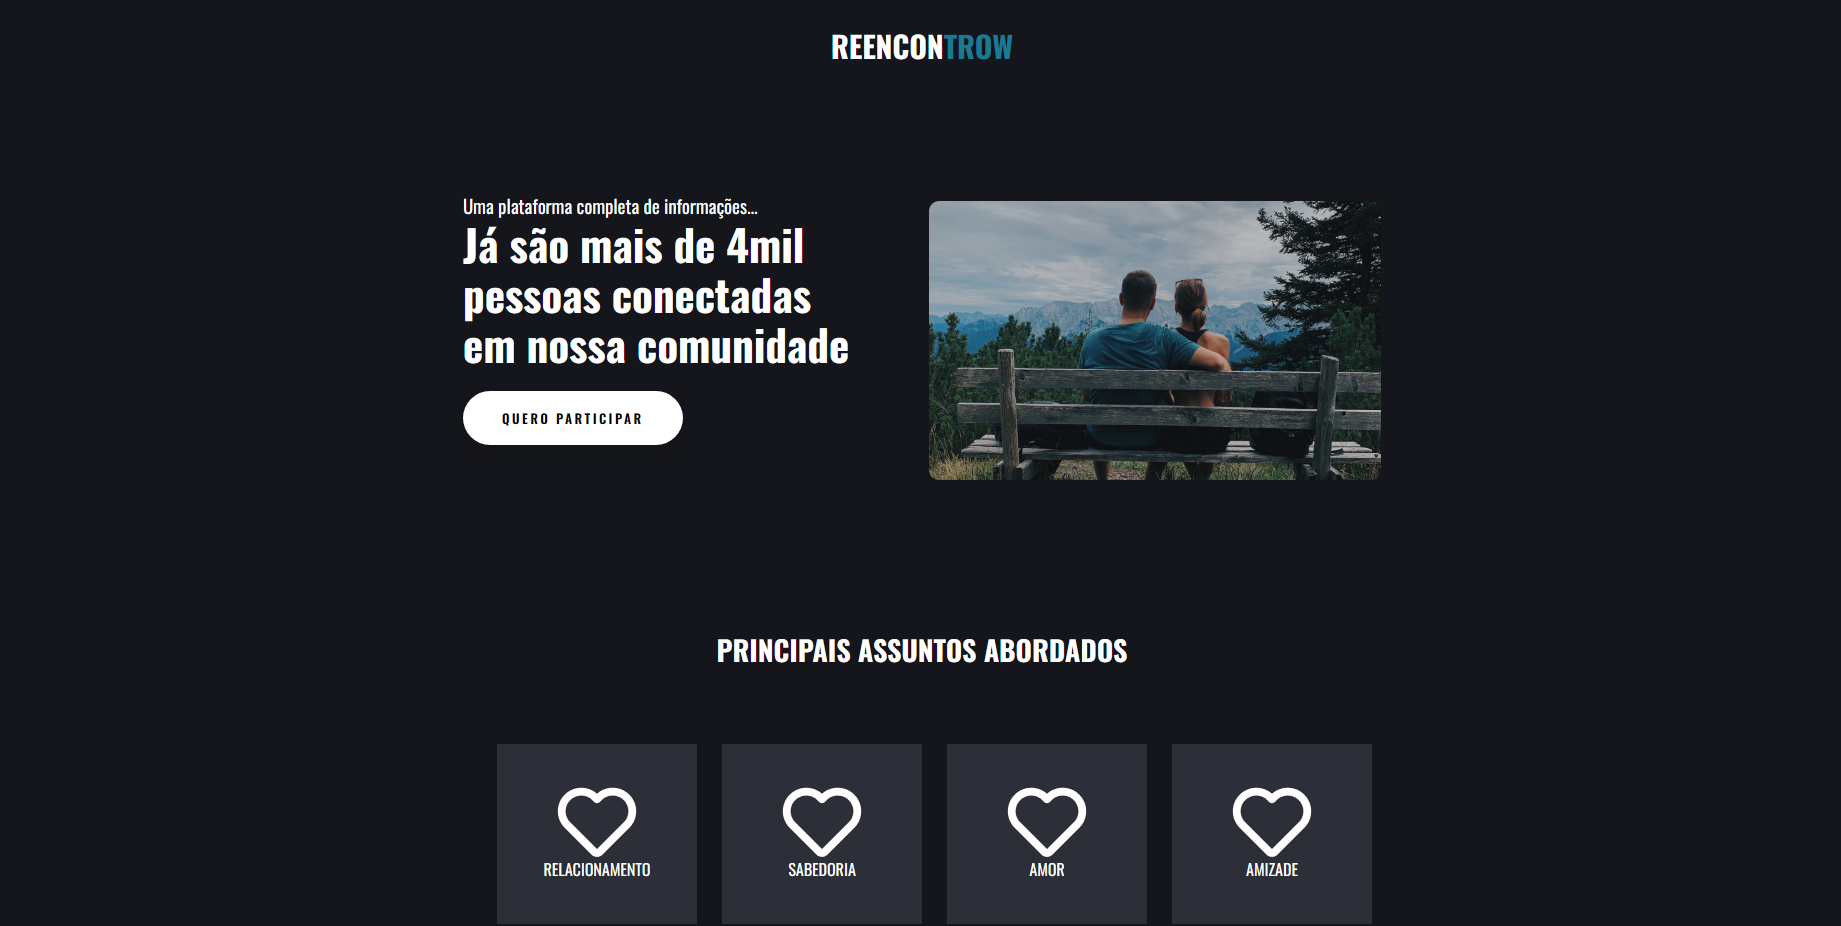 REENCONTROW
Uma plataforma completa de informações...
Já são mais de 4mil
pessoas conectadas
em nossa comunidade
QUERO PARTICIPAR
PRINCIPAIS ASSUNTOS ABORDADOS
RELACIONAMENTO
SABEDORIA
AMOR
AMIZADE